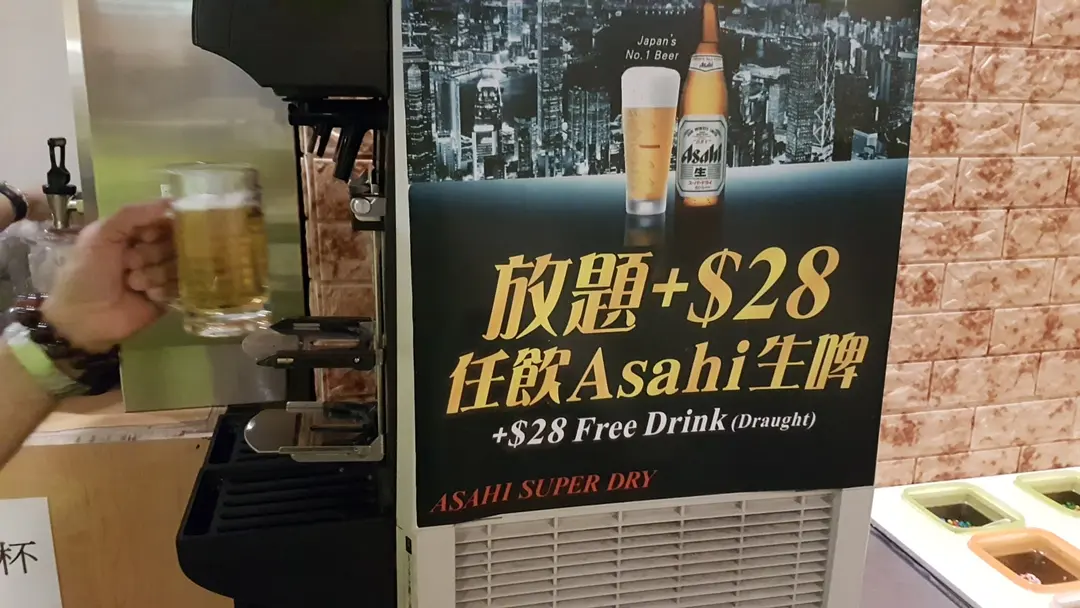 Japan's
No.1 Beer
Asahi
生
放題+$28
任飲Asahi生啤
+$28 Free Drink (Draught)
ASAHI SUPER DRY
杯